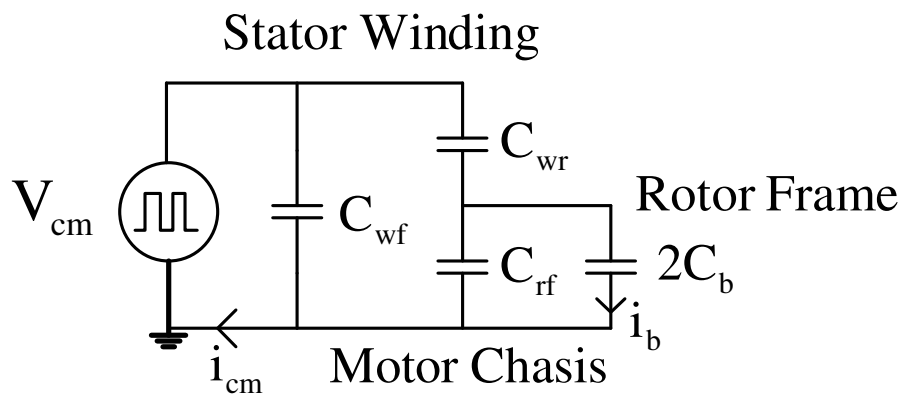 Stator Winding
C_wr
V_cm
C_wf
Rotor Frame
C_rf
2C_b
i_b
i_cm
Motor Chasis